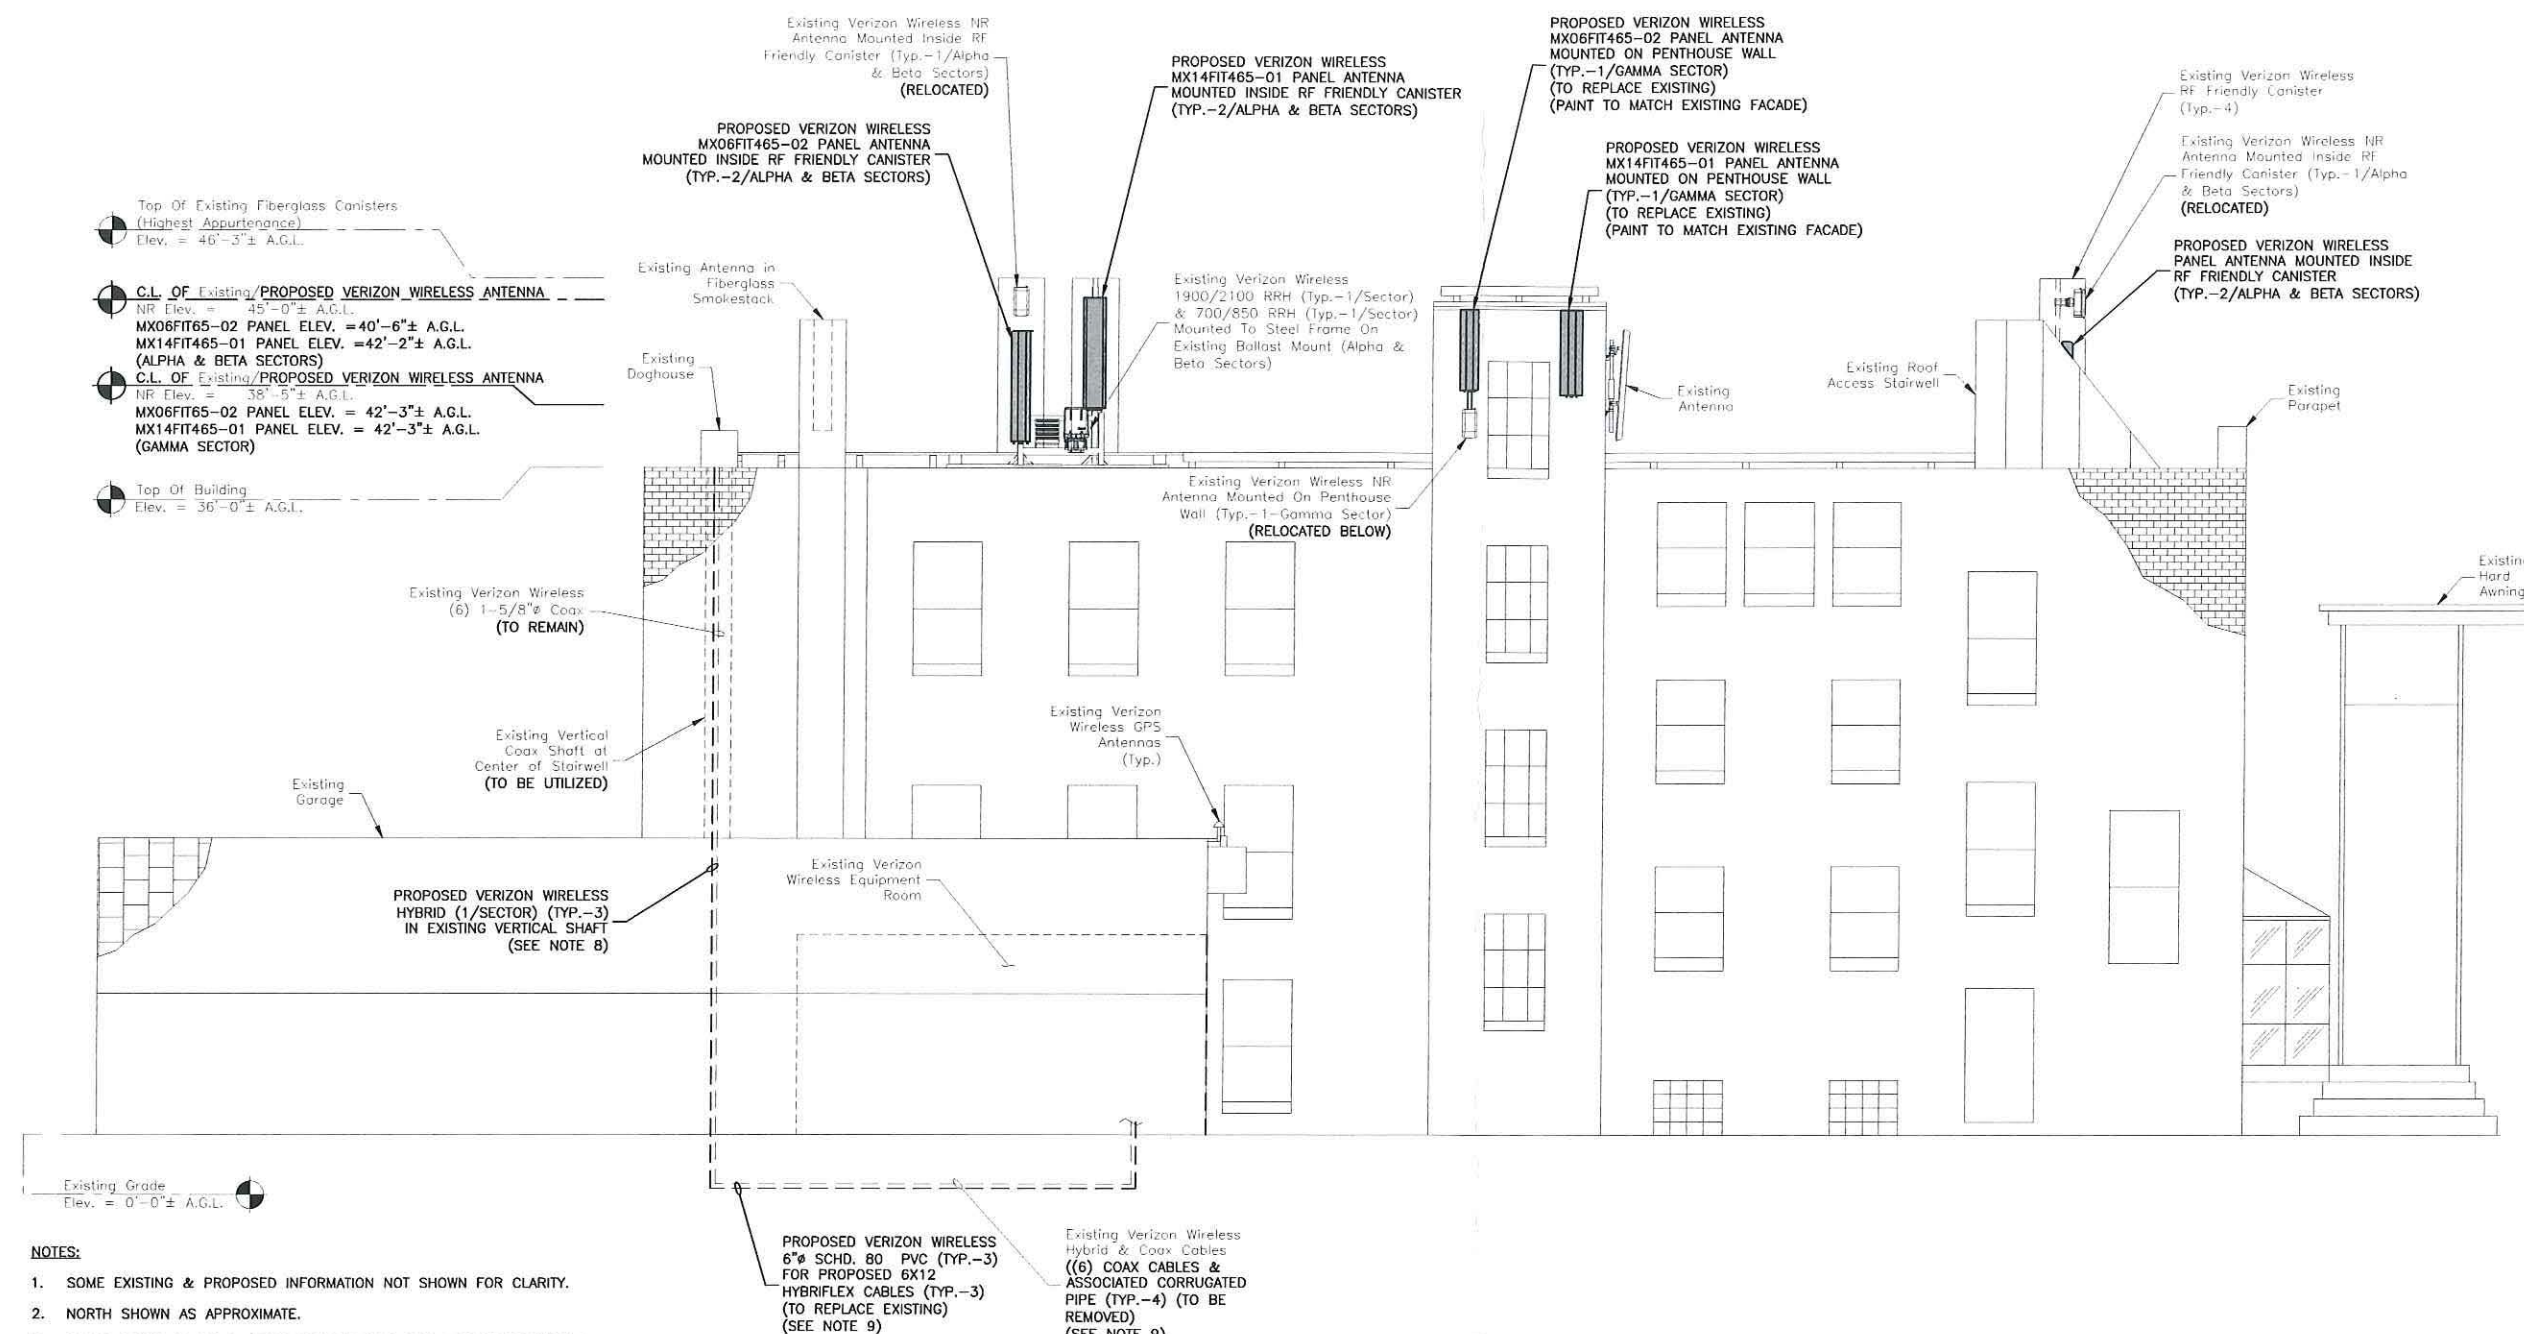 Existing Verizon Wireless NR
Antenna Mounted Inside RF
Friendly Canister (Typ.-1/Alpha
& Beta Sectors)
(RELOCATED)
PROPOSED VERIZON WIRELESS
MX06FIT465-02 PANEL ANTENNA
MOUNTED INSIDE RF FRIENDLY CANISTER
(TYP.-2/ALPHA & BETA SECTORS)
PROPOSED VERIZON WIRELESS
MX14FIT465-01 PANEL ANTENNA
MOUNTED INSIDE RF FRIENDLY CANISTER
(TYP.-2/ALPHA & BETA SECTORS)
PROPOSED VERIZON WIRELESS
MX06FIT465-02 PANEL ANTENNA
MOUNTED ON PENTHOUSE WALL
(TYP.-1/GAMMA SECTOR)
(TO REPLACE EXISTING)
(PAINT TO MATCH EXISTING FACADE)
PROPOSED VERIZON WIRELESS
MX14FIT465-01 PANEL ANTENNA
MOUNTED ON PENTHOUSE WALL
(TYP.-1/GAMMA SECTOR)
(TO REPLACE EXISTING)
(PAINT TO MATCH EXISTING FACADE)
Existing Verizon Wireless
RF Friendly Canister
(Typ.-4)
Existing Verizon Wireless NR
Antenna Mounted Inside RF
Friendly Canister (Typ.-1/Alpha
& Beta Sectors)
(RELOCATED)
PROPOSED VERIZON WIRELESS
PANEL ANTENNA MOUNTED INSIDE
RF FRIENDLY CANISTER
(TYP.-2/ALPHA & BETA SECTORS)
Top Of Existing Fiberglass Canisters
(Highest Appurtenance)
Elev. = 46'-3"± A.G.L.
C.L. OF Existing/PROPOSED VERIZON WIRELESS ANTENNA
NR Elev. = 45'-0"± A.G.L.
MX06FIT65-02 PANEL ELEV. =40'-6"± A.G.L.
MX14FIT465-01 PANEL ELEV. =42'-2"± A.G.L.
(ALPHA & BETA SECTORS)
C.L. OF Existing/PROPOSED VERIZON WIRELESS ANTENNA
NR Elev. = 38'-5"± A.G.L.
MX06FIT65-02 PANEL ELEV. = 42'-3"± A.G.L.
MX14FIT465-01 PANEL ELEV. = 42'-3"± A.G.L.
(GAMMA SECTOR)
Top Of Building
Elev. = 36'-0"± A.G.L.
Existing Antenna in
Fiberglass
Smokestack
Existing
Doghouse
Existing Verizon Wireless
1900/2100 RRH (Typ.-1/Sector)
& 700/850 RRH (Typ.-1/Sector)
Mounted To Steel Frame On
Existing Ballast Mount (Alpha &
Beta Sectors)
Existing
Antenna
Existing Roof
Access Stairwell
Existing
Parapet
Existing Verizon Wireless NR
Antenna Mounted On Penthouse
Wall (Typ.-1-Gamma Sector)
(RELOCATED BELOW)
Existing
Hard
Awning
Existing Verizon Wireless
(6) 1-5/8"ø Coax
(TO REMAIN)
Existing Vertical
Coax Shaft at
Center of Stairwell
(TO BE UTILIZED)
Existing Verizon
Wireless GPS
Antennas
(Typ.)
Existing
Garage
Existing Verizon
Wireless Equipment
Room
PROPOSED VERIZON WIRELESS
HYBRID (1/SECTOR) (TYP.-3)
IN EXISTING VERTICAL SHAFT
(SEE NOTE 8)
Existing Grade
Elev. = 0'-0"± A.G.L.
PROPOSED VERIZON WIRELESS
6"ø SCHD. 80 PVC (TYP.-3)
FOR PROPOSED 6X12
HYBRIFLEX CABLES (TYP.-3)
(TO REPLACE EXISTING)
(SEE NOTE 9)
Existing Verizon Wireless
Hybrid & Coax Cables
((6) COAX CABLES &
ASSOCIATED CORRUGATED
PIPE (TYP.-4) (TO BE
REMOVED)
(SEE NOTE 9)
NOTES:
1. SOME EXISTING & PROPOSED INFORMATION NOT SHOWN FOR CLARITY.
2. NORTH SHOWN AS APPROXIMATE.